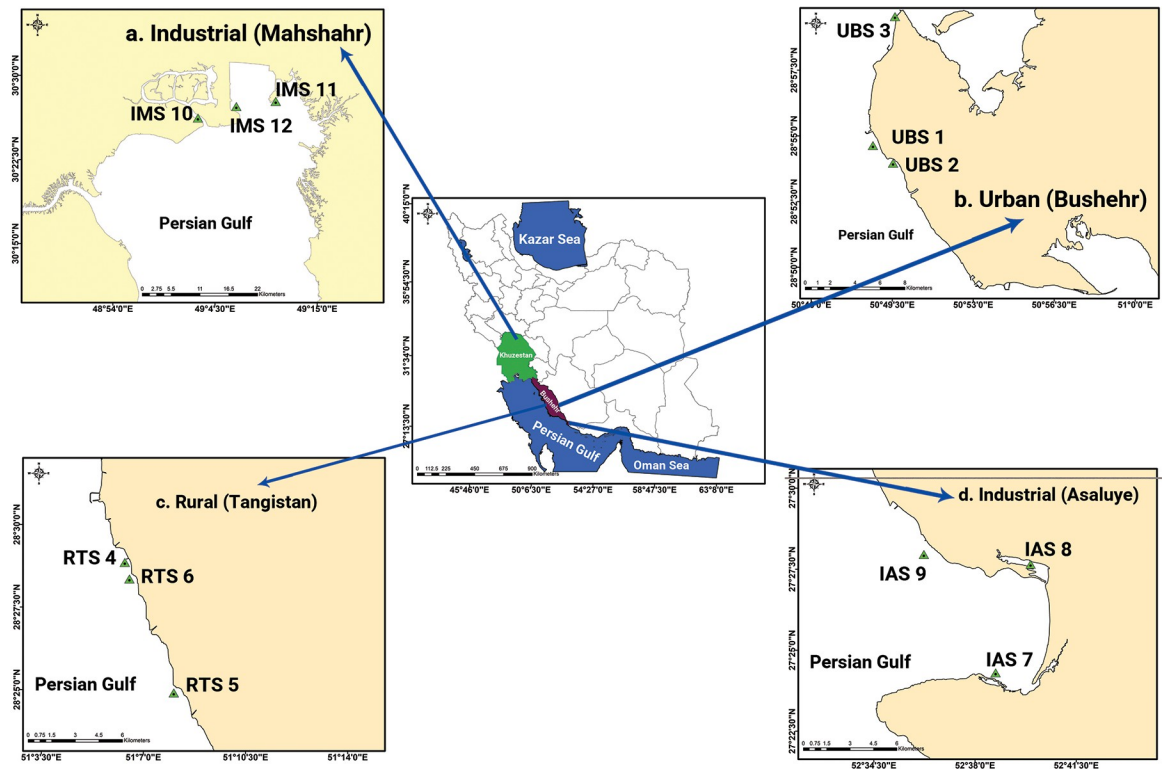 a. Industrial (Mahshahr)
IMS 10
IMS 11
IMS 12
Persian Gulf
30°30'0"N
30°22'30"N
30°15'0"N
0 2.75 5.5 11 16.5 22
Kilometers
48°54'0"E
49°4'30"E
49°15'0"E
UBS 3
UBS 1
UBS 2
b. Urban (Bushehr)
Persian Gulf
28°57'30"N
28°55'0"N
28°52'30"N
28°50'0"N
0 1 2 4 6 8
Kilometers
50°49'30"E
50°53'0"E
50°56'30"E
51°0'E
Kazar Sea
Khuzestan
Bushehr
Persian Gulf
Oman Sea
40°15'0"N
35°54'30"N
31°34'0"N
0 112.5 225 450 675 900
Kilometers
45°46'0"E
50°6'30"E
54°27'0"E
58°47'30"E
63°8'0"E
c. Rural (Tangistan)
RTS 4
RTS 6
RTS 5
Persian Gulf
28°30'0"N
28°27'30"N
28°25'0"N
0 0.75 1.5 3 4.5 6
Kilometers
51°3'30"E
51°7'0"E
51°10'30"E
51°14'0"E
d. Industrial (Asaluye)
IAS 8
IAS 9
IAS 7
Persian Gulf
27°30'0"N
27°27'30"N
27°25'0"N
27°22'30"N
0 0.75 1.5 3 4.5 6
Kilometers
52°34'30"E
52°38'0"E
52°41'30"E